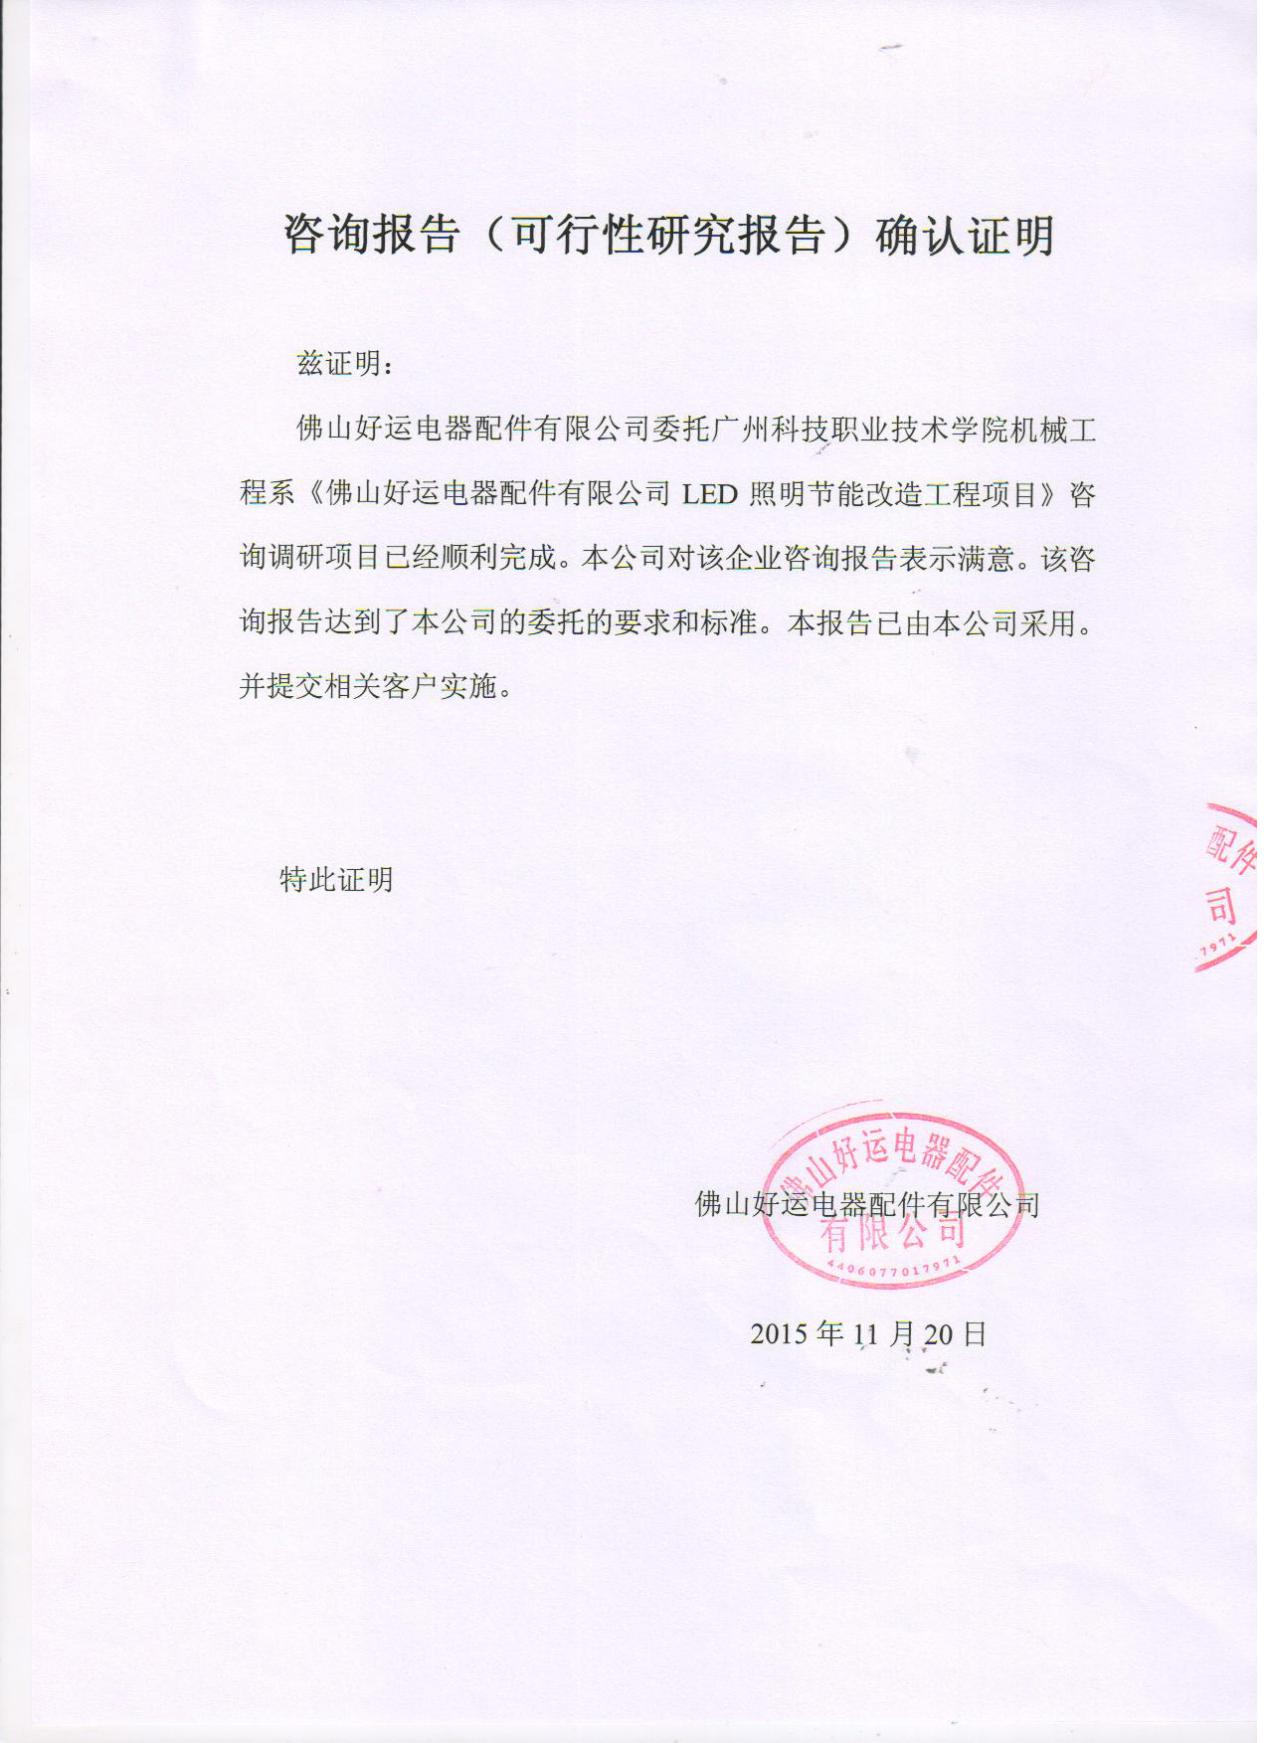 咨询报告（可行性研究报告）确认证明
兹证明：
佛山好运电器配件有限公司委托广州科技职业技术学院机械工
程系《佛山好运电器配件有限公司 LED 照明节能改造工程项目》咨
询调研项目已经顺利完成。本公司对该企业咨询报告表示满意。该咨
询报告达到了本公司的委托的要求和标准。本报告已由本公司采用。
并提交相关客户实施。
配件
司
7971
特此证明
佛山好运电器配件
佛山好运电器配件有限公司
有限公司
4406077017971
2015 年 11 月 20 日